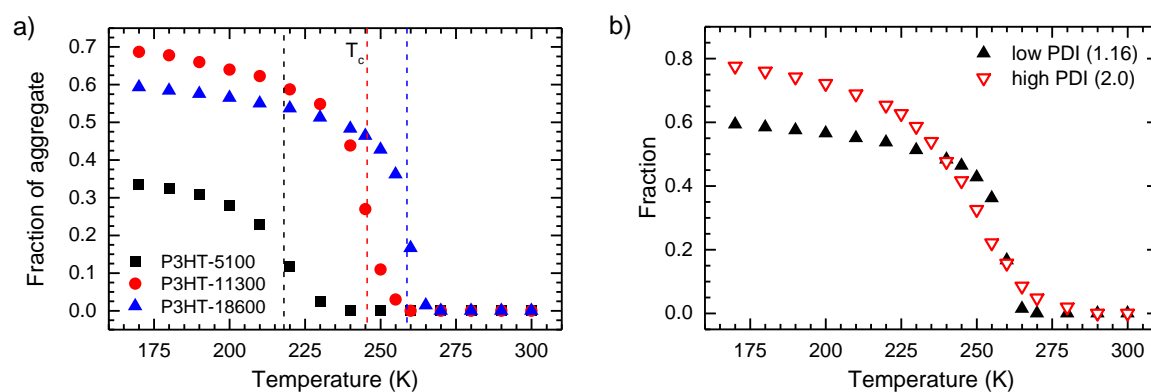 a)
Fraction of aggregate
0.7
0.6
0.5
0.4
0.3
0.2
0.1
0.0
T_c
P3HT-5100
P3HT-11300
P3HT-18600
175 200 225 250 275 300
Temperature (K)
b)
Fraction
0.8
0.6
0.4
0.2
0.0
low PDI (1.16)
high PDI (2.0)
175 200 225 250 275 300
Temperature (K)